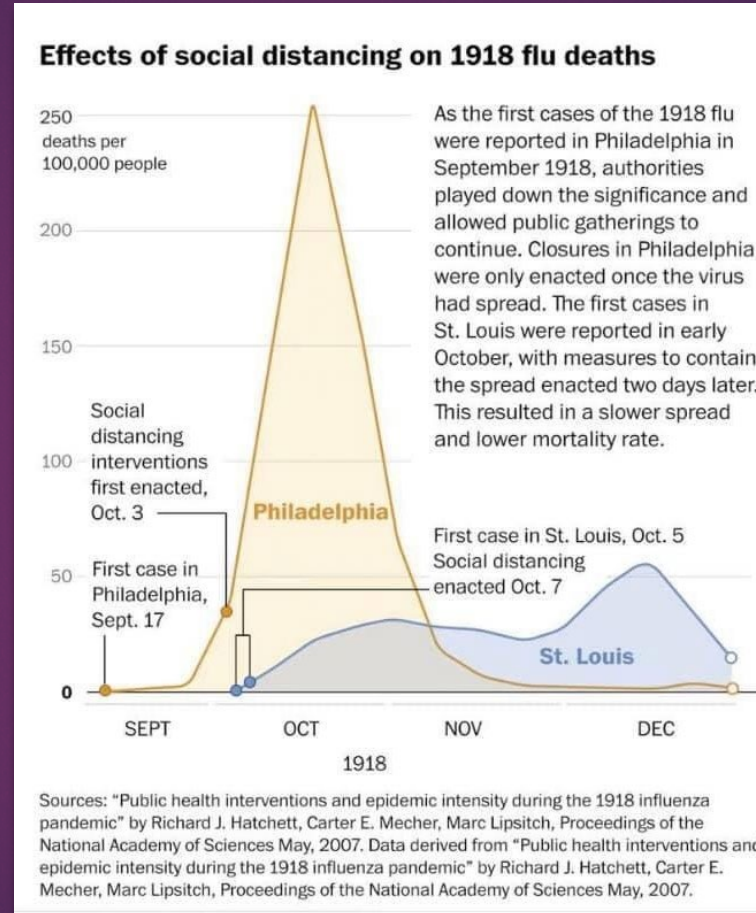 Effects of social distancing on 1918 flu deaths
250
deaths per
100,000 people
200
150
100
50
0
As the first cases of the 1918 flu
were reported in Philadelphia in
September 1918, authorities
played down the significance and
allowed public gatherings to
continue. Closures in Philadelphia
were only enacted once the virus
had spread. The first cases in
St. Louis were reported in early
October, with measures to contain
the spread enacted two days later.
This resulted in a slower spread
and lower mortality rate.
Social
distancing
interventions
first enacted,
Oct. 3
First case in
Philadelphia,
Sept. 17
Philadelphia
First case in St. Louis, Oct. 5
Social distancing
enacted Oct. 7
St. Louis
SEPT OCT NOV DEC
1918
Sources: “Public health interventions and epidemic intensity during the 1918 influenza
pandemic” by Richard J. Hatchett, Carter E. Mecher, Marc Lipsitch, Proceedings of the
National Academy of Sciences May, 2007. Data derived from “Public health interventions and
epidemic intensity during the 1918 influenza pandemic” by Richard J. Hatchett, Carter E.
Mecher, Marc Lipsitch, Proceedings of the National Academy of Sciences May, 2007.